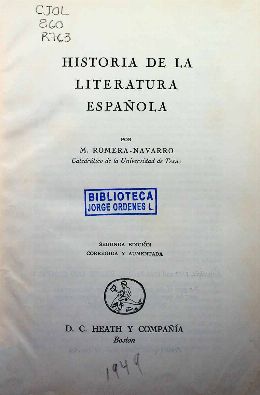 CJOL
860
R763
HISTORIA DE LA
LITERATURA
ESPAÑOLA
POR
M. ROMERA-NAVARRO
Catedrático de la Universidad de Texas
BIBLIOTECA
JORGE ORDENES L.
SEGUNDA EDICIÓN
CORREGIDA Y AUMENTADA
D. C. HEATH Y COMPAÑÍA
Boston
1949